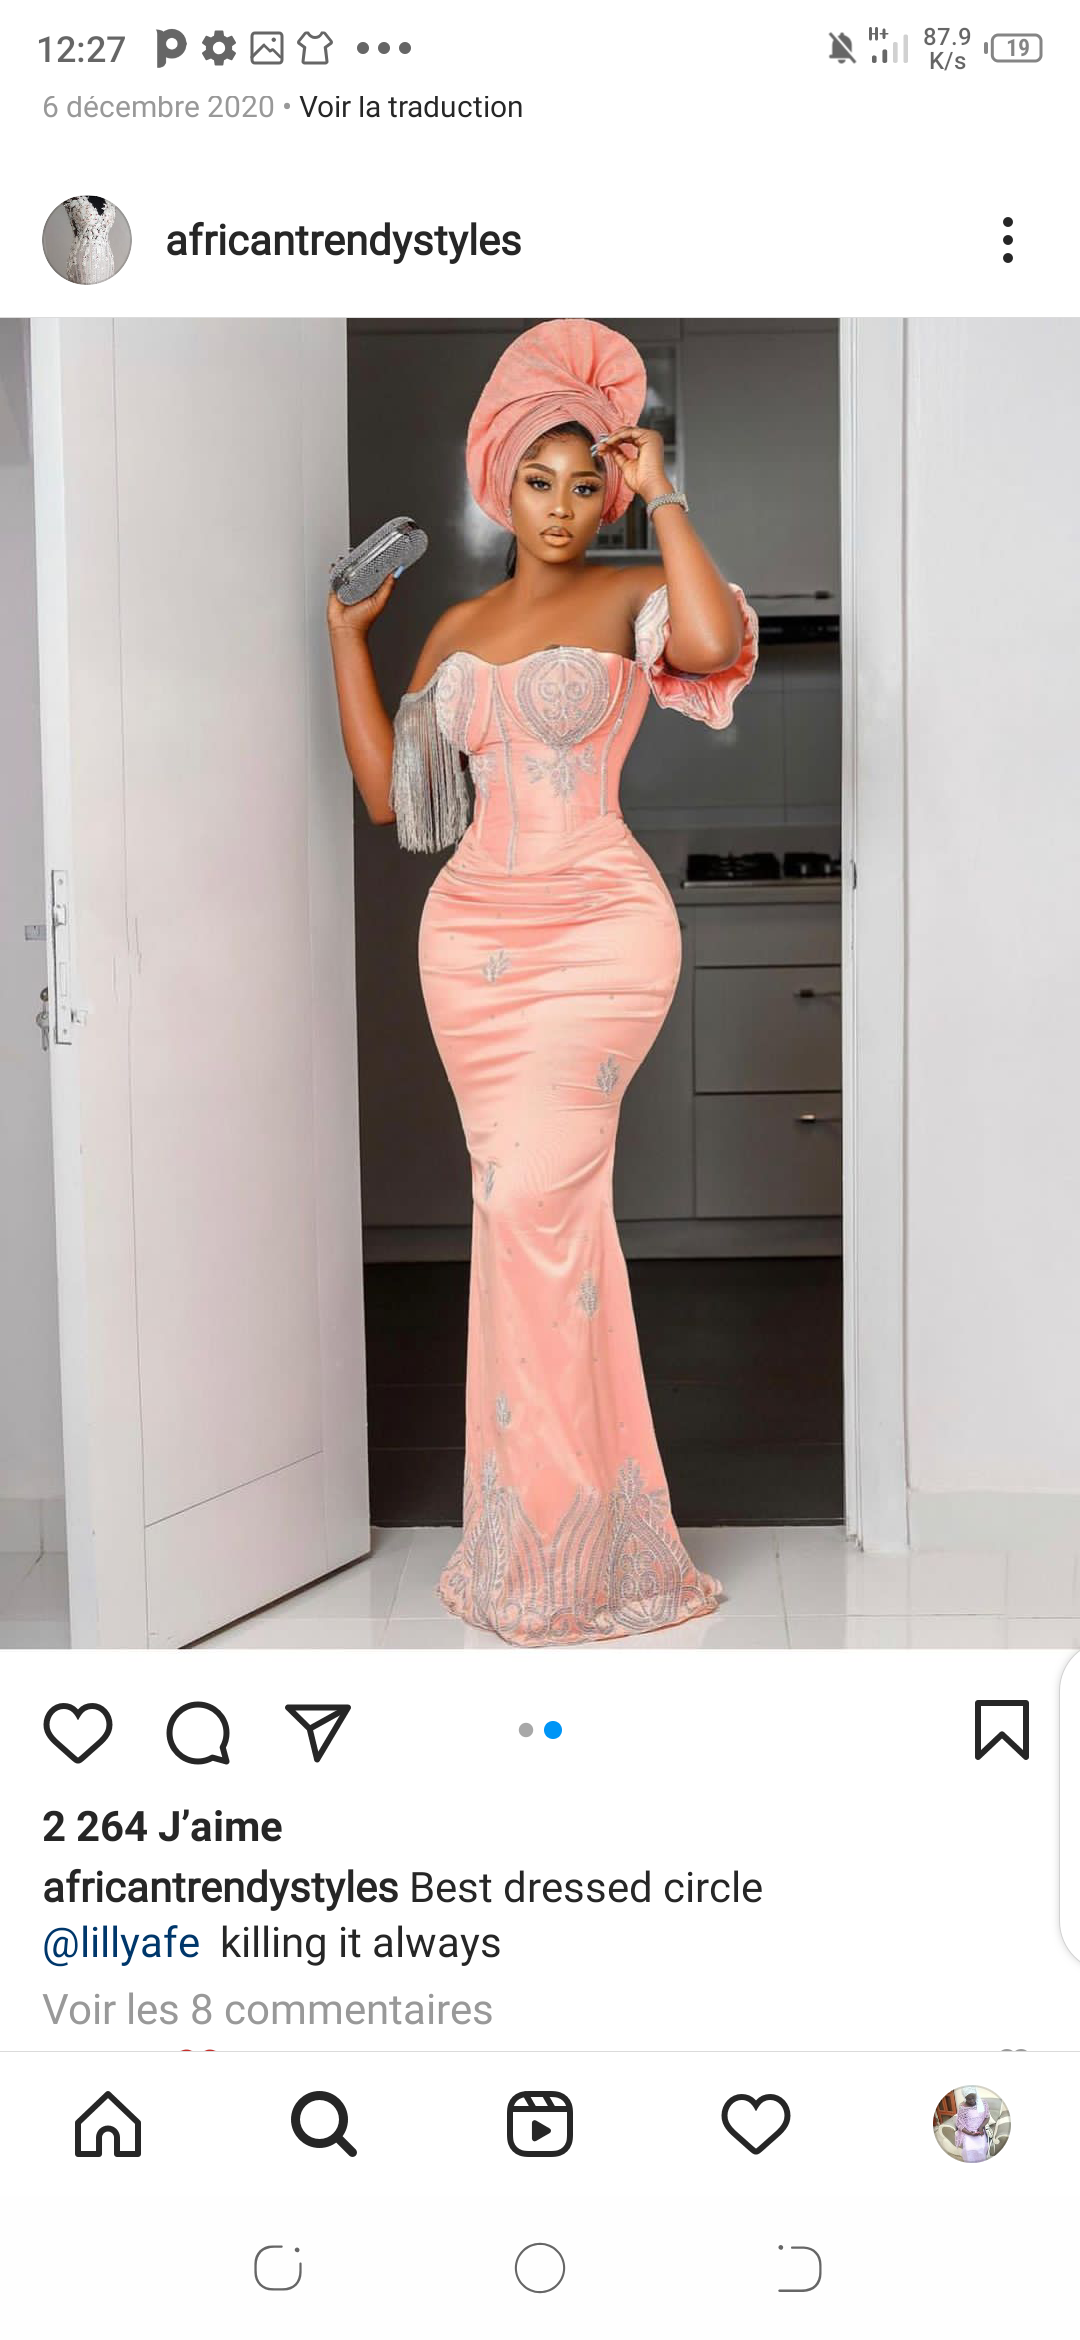 12:27
H+
87.9
K/s
19
6 décembre 2020 • Voir la traduction
africantrendystyles
2 264 J’aime
africantrendystyles Best dressed circle
@lillyafe killing it always
Voir les 8 commentaires